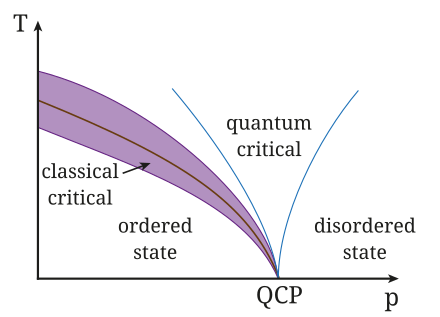 T
quantum
critical
classical
critical
ordered
state
disordered
state
QCP
p